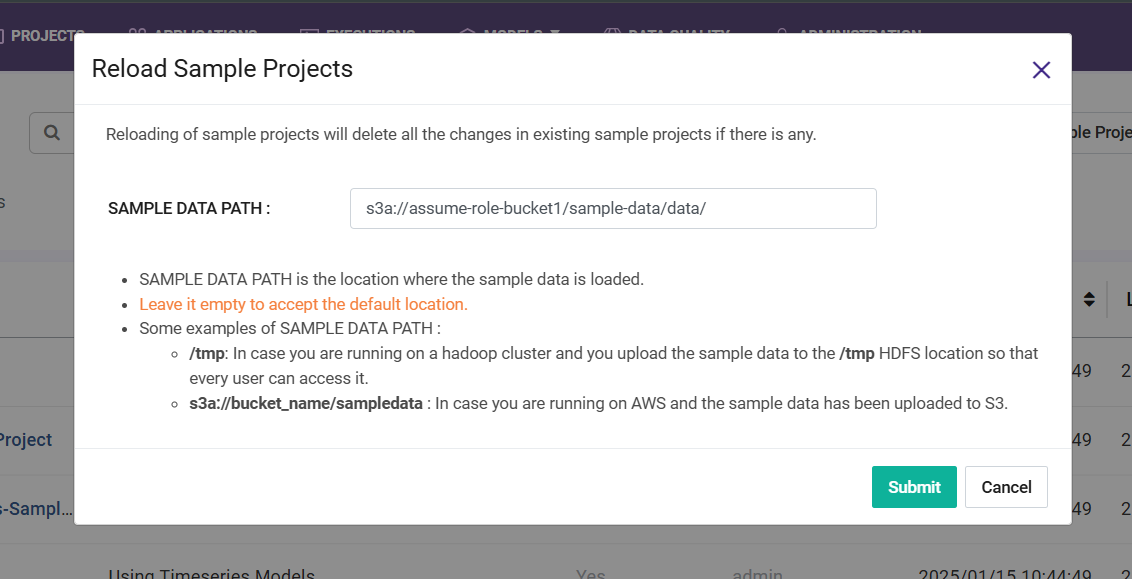 PROJECTS APPLICATIONS EXECUTIONS MODELS DATA QUALITY ADMINISTRATION
Reload Sample Projects
Reloading of sample projects will delete all the changes in existing sample projects if there is any.
SAMPLE DATA PATH : s3a://assume-role-bucket1/sample-data/data/
SAMPLE DATA PATH is the location where the sample data is loaded.
Leave it empty to accept the default location.
Some examples of SAMPLE DATA PATH :
/tmp: In case you are running on a hadoop cluster and you upload the sample data to the /tmp HDFS location so that
every user can access it.
49 2
s3a://bucket_name/sampledata : In case you are running on AWS and the sample data has been uploaded to S3.
Project 49 2
Submit Cancel
s-Sampl... 49 2
Using Timeseries Models Yes admin 2025/01/15 10:44:49 2